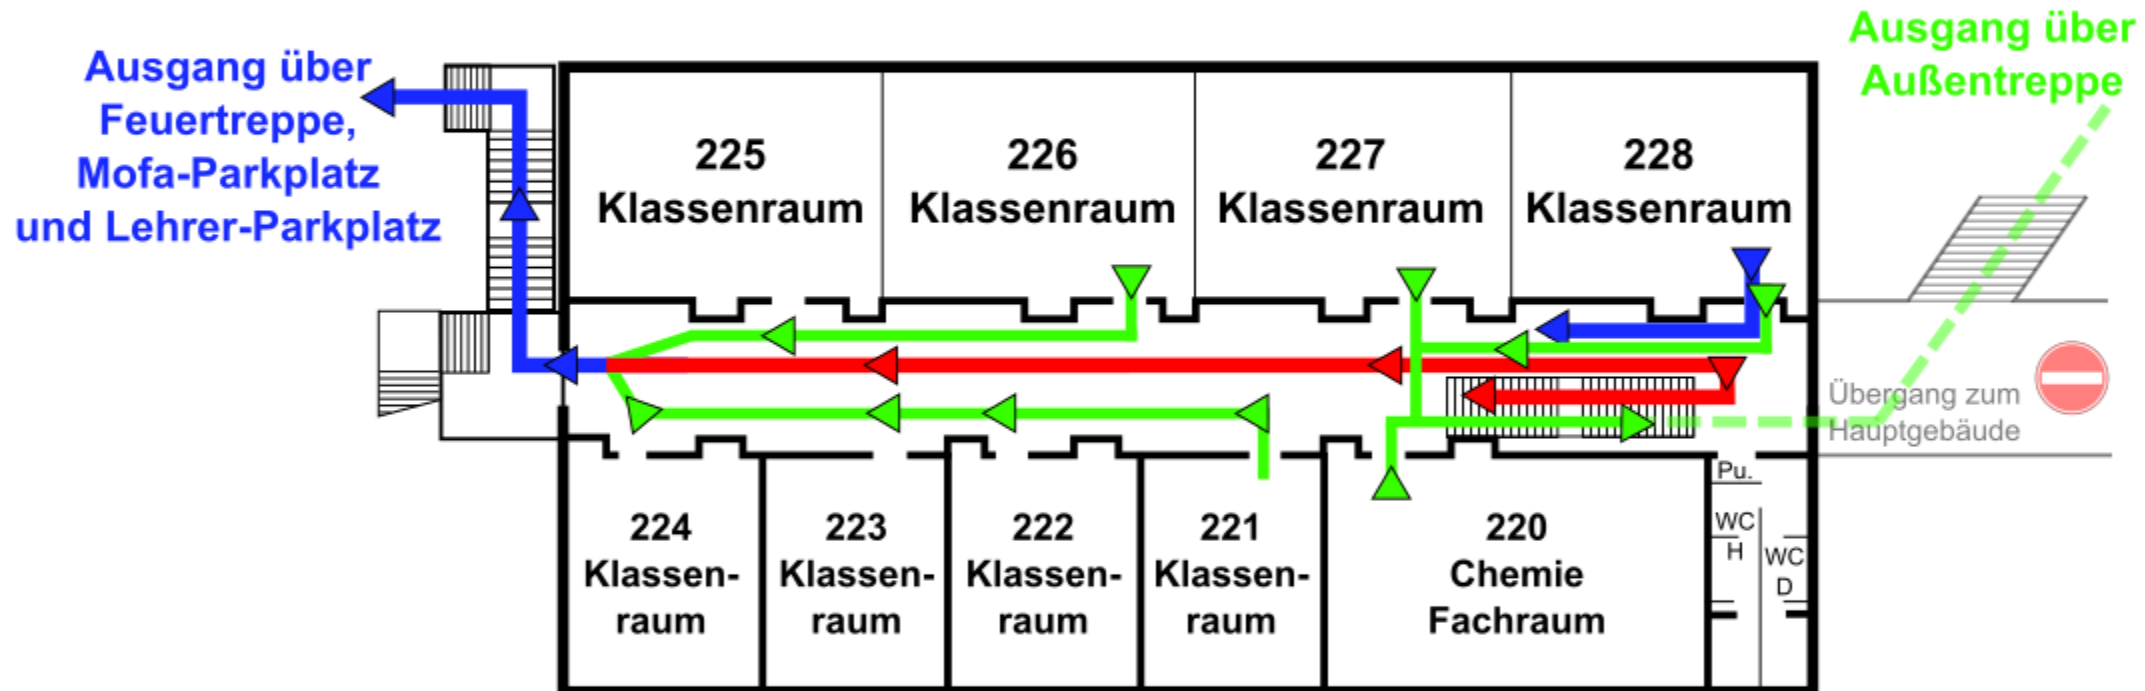 Ausgang über
Feuertreppe,
Mofa-Parkplatz
und Lehrer-Parkplatz
Ausgang über
Außentreppe
225
Klassenraum
226
Klassenraum
227
Klassenraum
228
Klassenraum
Übergang zum
Hauptgebäude
224
Klassen-
raum
223
Klassen-
raum
222
Klassen-
raum
221
Klassen-
raum
220
Chemie
Fachraum
Pu.
WC
H
WC
D